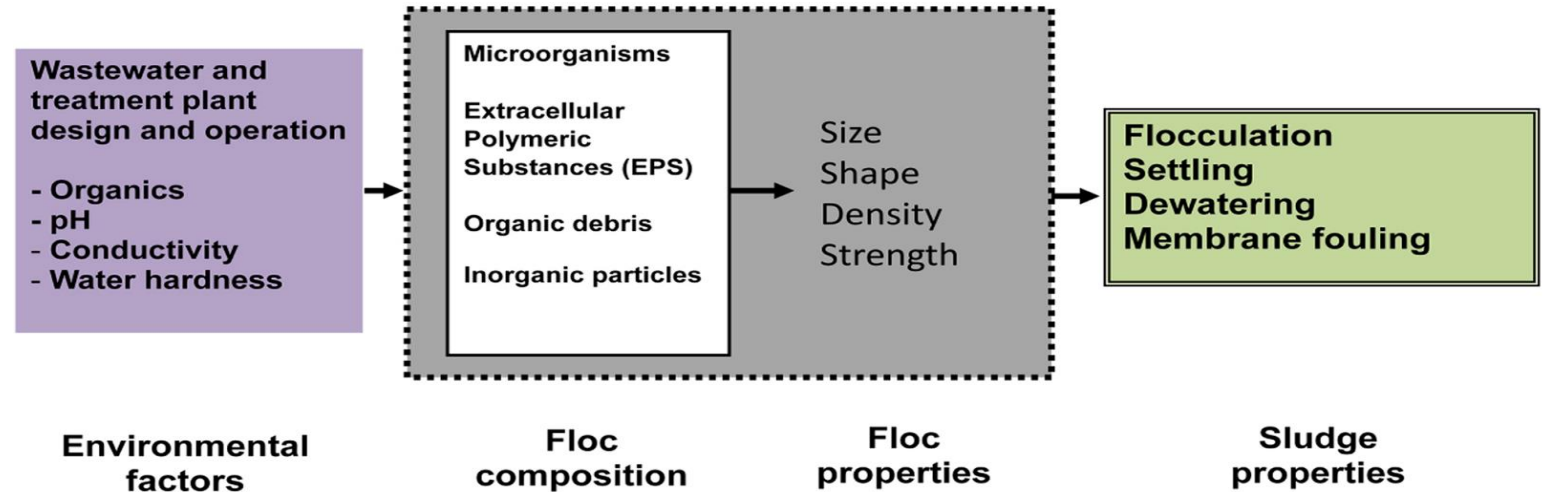 Wastewater and
treatment plant
design and operation
- Organics
- pH
- Conductivity
- Water hardness
Microorganisms
Extracellular
Polymeric
Substances (EPS)
Organic debris
Inorganic particles
Size
Shape
Density
Strength
Flocculation
Settling
Dewatering
Membrane fouling
Environmental
factors
Floc
composition
Floc
properties
Sludge
properties